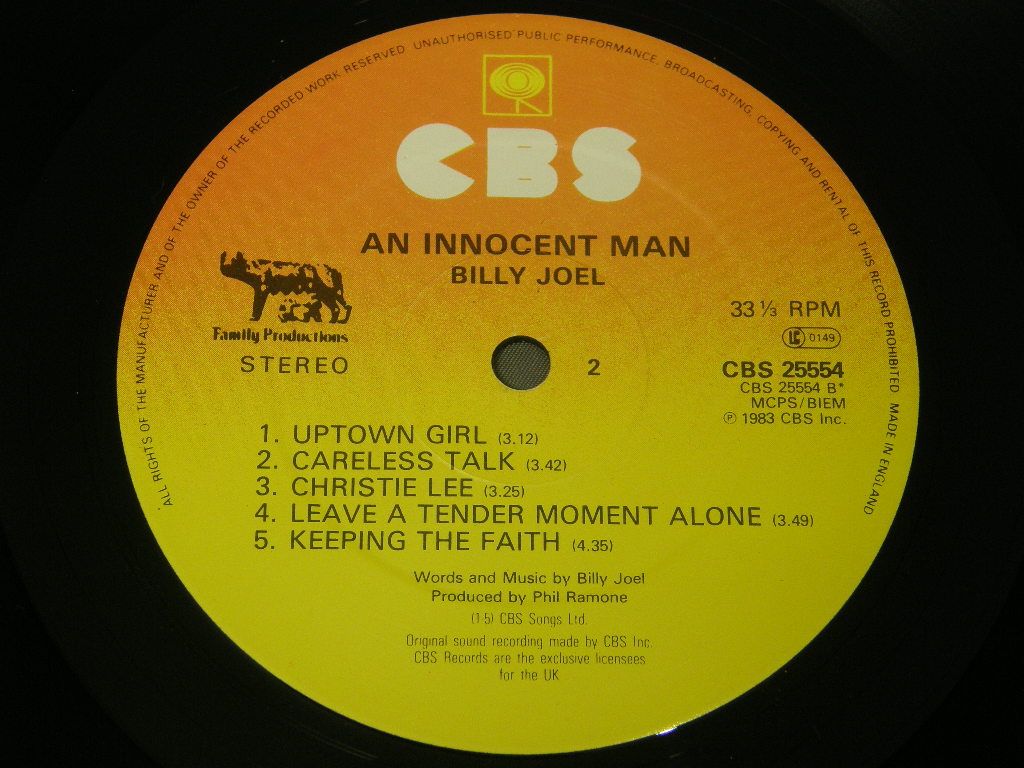 ALL RIGHTS OF THE MANUFACTURER AND OF THE OWNER OF THE RECORDED WORK RESERVED UNAUTHORISED PUBLIC PERFORMANCE, BROADCASTING, COPYING AND RENTAL OF THIS RECORD PROHIBITED. MADE IN ENGLAND
CBS
AN INNOCENT MAN
BILLY JOEL
Family Productions
STEREO
2
33⅓ RPM
LC 0149
CBS 25554
CBS 25554 B*
MCPS/BIEM
℗ 1983 CBS Inc.
1. UPTOWN GIRL (3.12)
2. CARELESS TALK (3.42)
3. CHRISTIE LEE (3.25)
4. LEAVE A TENDER MOMENT ALONE (3.49)
5. KEEPING THE FAITH (4.35)
Words and Music by Billy Joel
Produced by Phil Ramone
(1 5) CBS Songs Ltd.
Original sound recording made by CBS Inc.
CBS Records are the exclusive licensees
for the UK